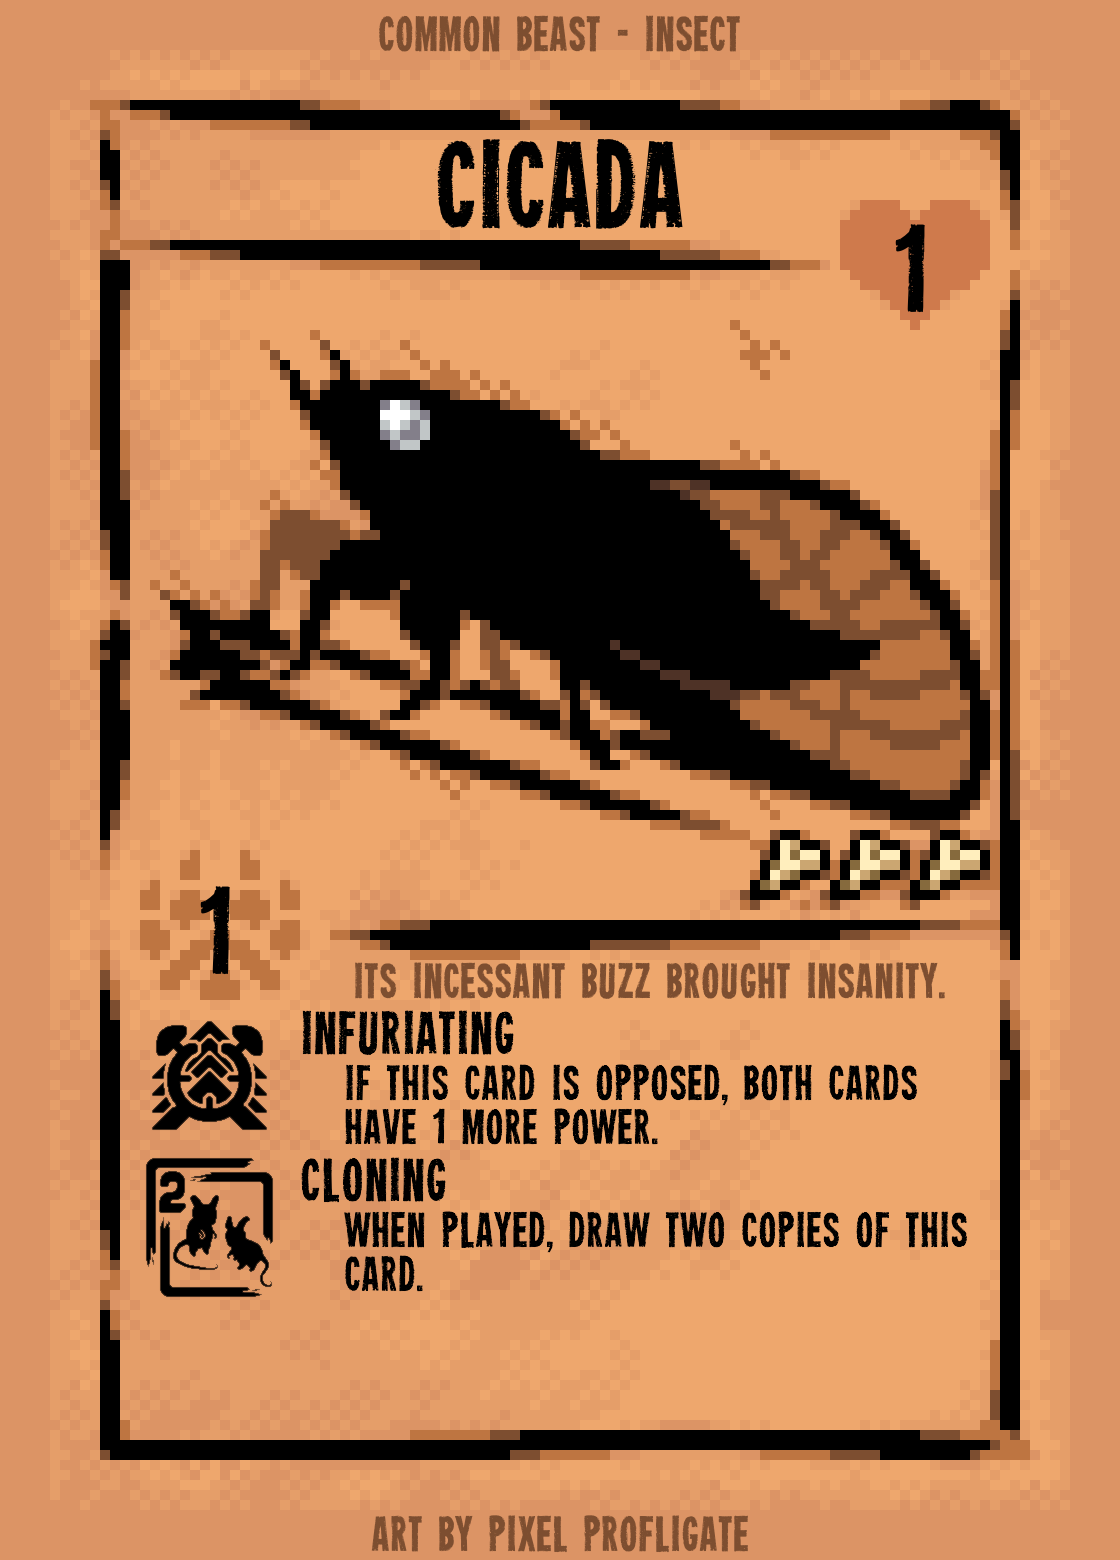 COMMON BEAST - INSECT
CICADA
1
1
ITS INCESSANT BUZZ BROUGHT INSANITY.
INFURIATING
IF THIS CARD IS OPPOSED, BOTH CARDS
HAVE 1 MORE POWER.
2
CLONING
WHEN PLAYED, DRAW TWO COPIES OF THIS
CARD.
ART BY PIXEL PROFLIGATE